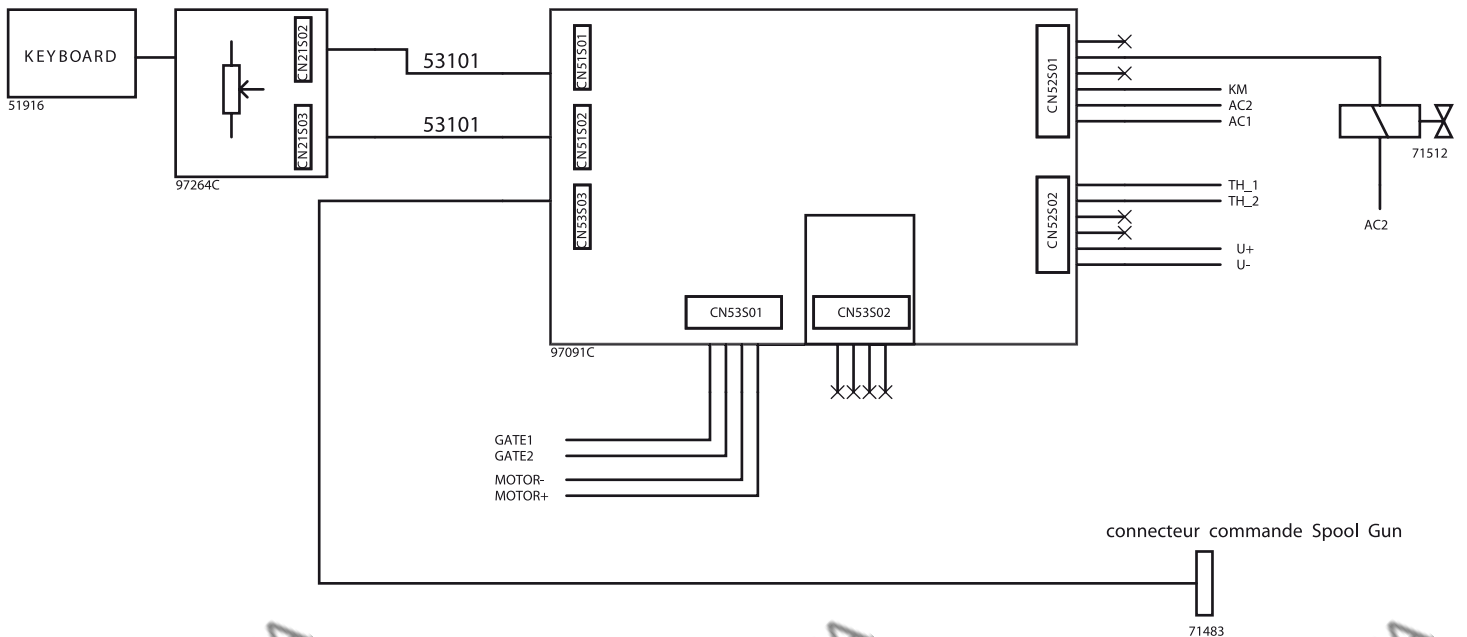 KEYBOARD
51916
CN21S02
CN21S03
97264C
53101
53101
CN51S01
CN51S02
CN53S03
CN52S01
KM
AC2
AC1
71512
AC2
CN52S02
TH_1
TH_2
U+
U-
CN53S01
CN53S02
97091C
GATE1
GATE2
MOTOR-
MOTOR+
connecteur commande Spool Gun
71483